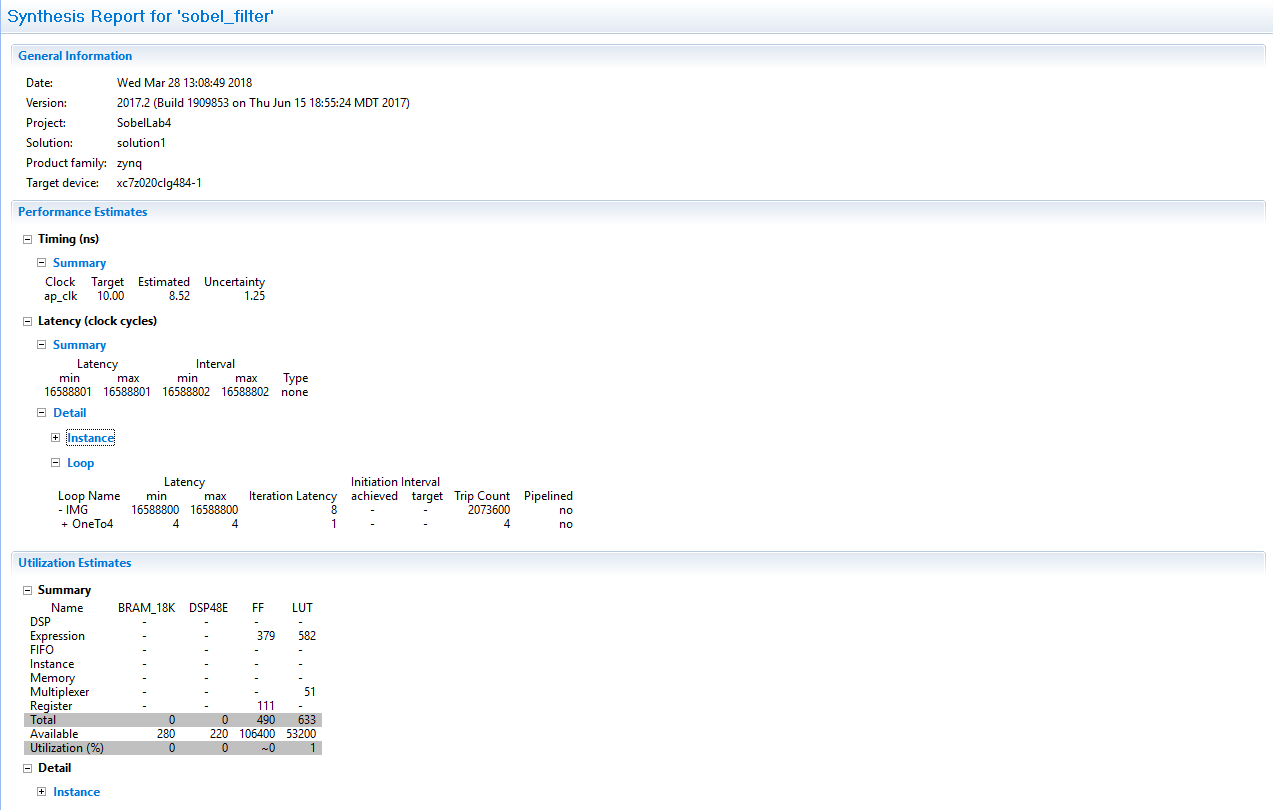 Synthesis Report for 'sobel_filter'
General Information
Date: Wed Mar 28 13:08:49 2018
Version: 2017.2 (Build 1909853 on Thu Jun 15 18:55:24 MDT 2017)
Project: SobelLab4
Solution: solution1
Product family: zynq
Target device: xc7z020clg484-1
Performance Estimates
Timing (ns)
Summary
Clock Target Estimated Uncertainty
ap_clk 10.00 8.52 1.25
Latency (clock cycles)
Summary
Latency Interval
min max min max Type
16588801 16588801 16588802 16588802 none
Detail
Instance
Loop
Latency Initiation Interval
Loop Name min max Iteration Latency achieved target Trip Count Pipelined
- IMG 16588800 16588800 8 - - 2073600 no
+ OneTo4 4 4 1 - - 4 no
Utilization Estimates
Summary
Name BRAM_18K DSP48E FF LUT
DSP - - - -
Expression - - 379 582
FIFO - - - -
Instance - - - -
Memory - - - -
Multiplexer - - - 51
Register - - 111 -
Total 0 0 490 633
Available 280 220 106400 53200
Utilization (%) 0 0 ~0 1
Detail
Instance